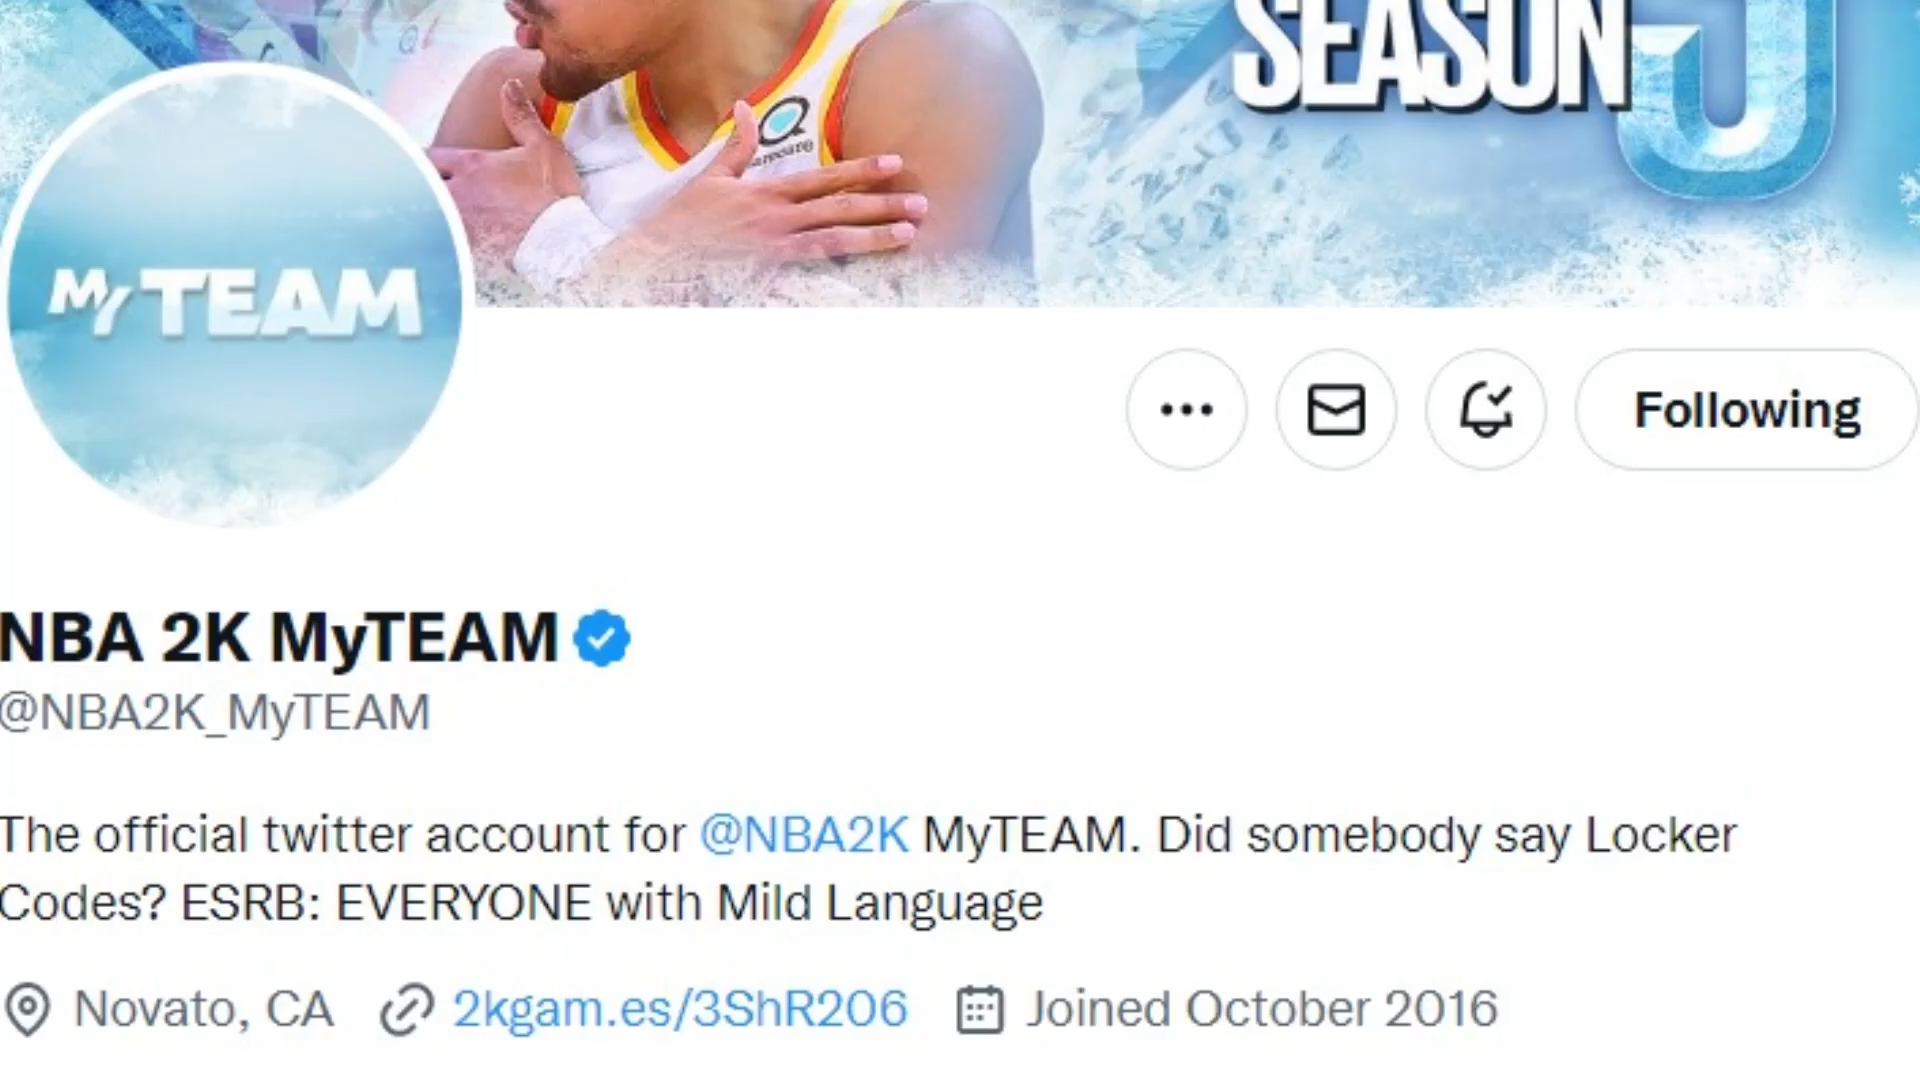 SEASON
My TEAM
Following
NBA 2K MyTEAM
@NBA2K_MyTEAM
The official twitter account for @NBA2K MyTEAM. Did somebody say Locker
Codes? ESRB: EVERYONE with Mild Language
Novato, CA 2kgam.es/3ShR2O6 Joined October 2016